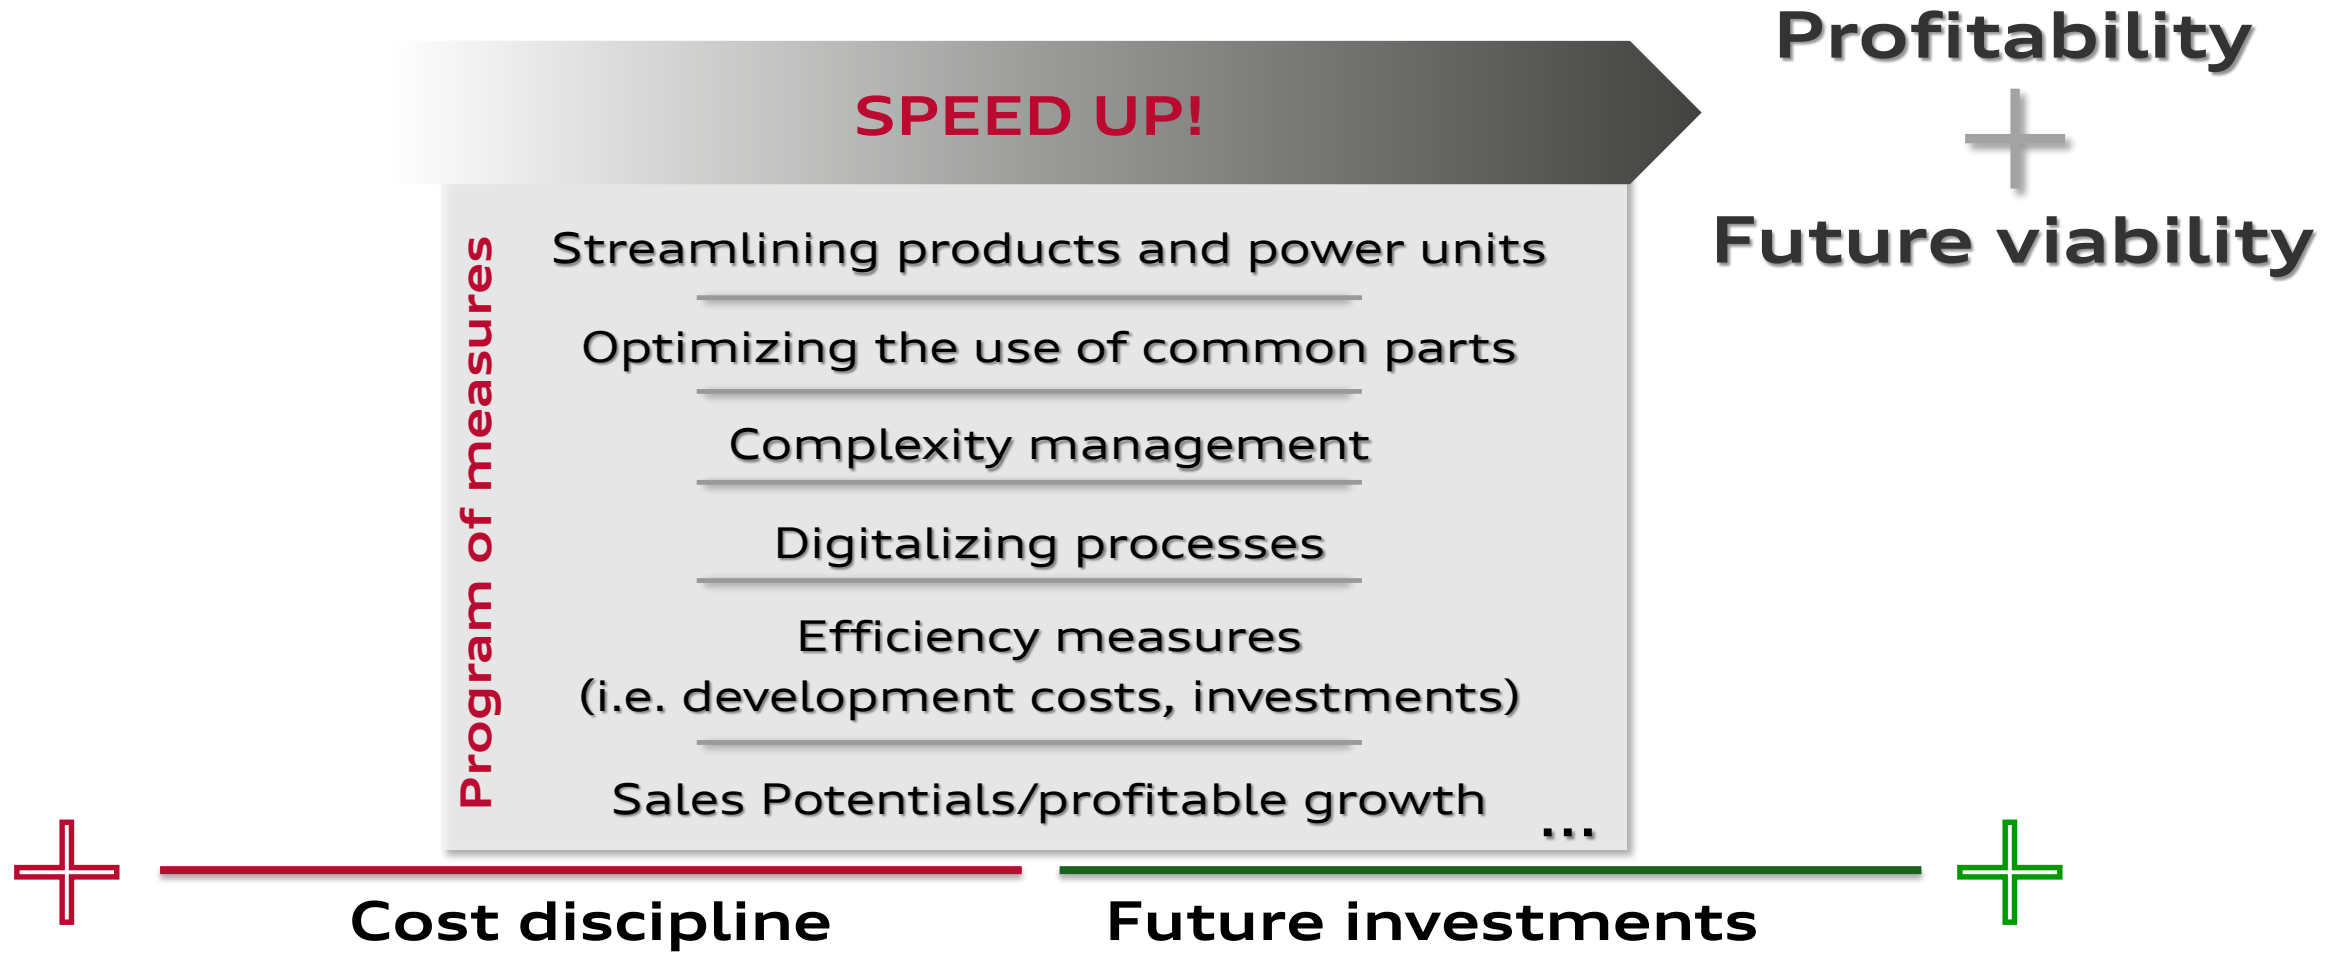 Profitability
SPEED UP!
Future viability
Program of measures
Streamlining products and power units
Optimizing the use of common parts
Complexity management
Digitalizing processes
Efficiency measures
(i.e. development costs, investments)
Sales Potentials/profitable growth
...
Cost discipline
Future investments